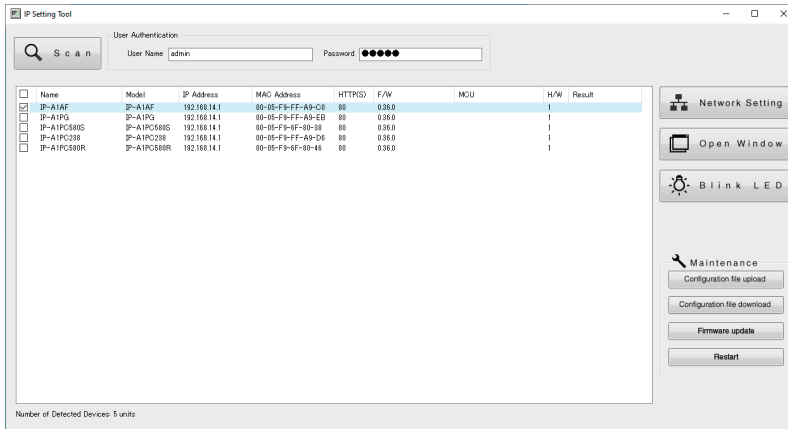 IP Setting Tool
User Authentication
Scan
User Name admin Password ●●●●●
Name Model IP Address MAC Address HTTP(S) F/W MCU H/W Result
IP-A1AF IP-A1AF 192.168.14.1 00-05-F9-FF-A9-C0 80 0.36.0 1
IP-A1PG IP-A1PG 192.168.14.1 00-05-F9-FF-A9-EB 80 0.36.0 1
IP-A1PC580S IP-A1PC580S 192.168.14.1 00-05-F9-6F-80-38 80 0.36.0 1
IP-A1PC238 IP-A1PC238 192.168.14.1 00-05-F9-FF-A9-D6 80 0.36.0 1
IP-A1PC580R IP-A1PC580R 192.168.14.1 00-05-F9-6F-80-46 80 0.36.0 1
Network Setting
Open Window
Blink LED
Maintenance
Configuration file upload
Configuration file download
Firmware update
Restart
Number of Detected Devices: 5 units